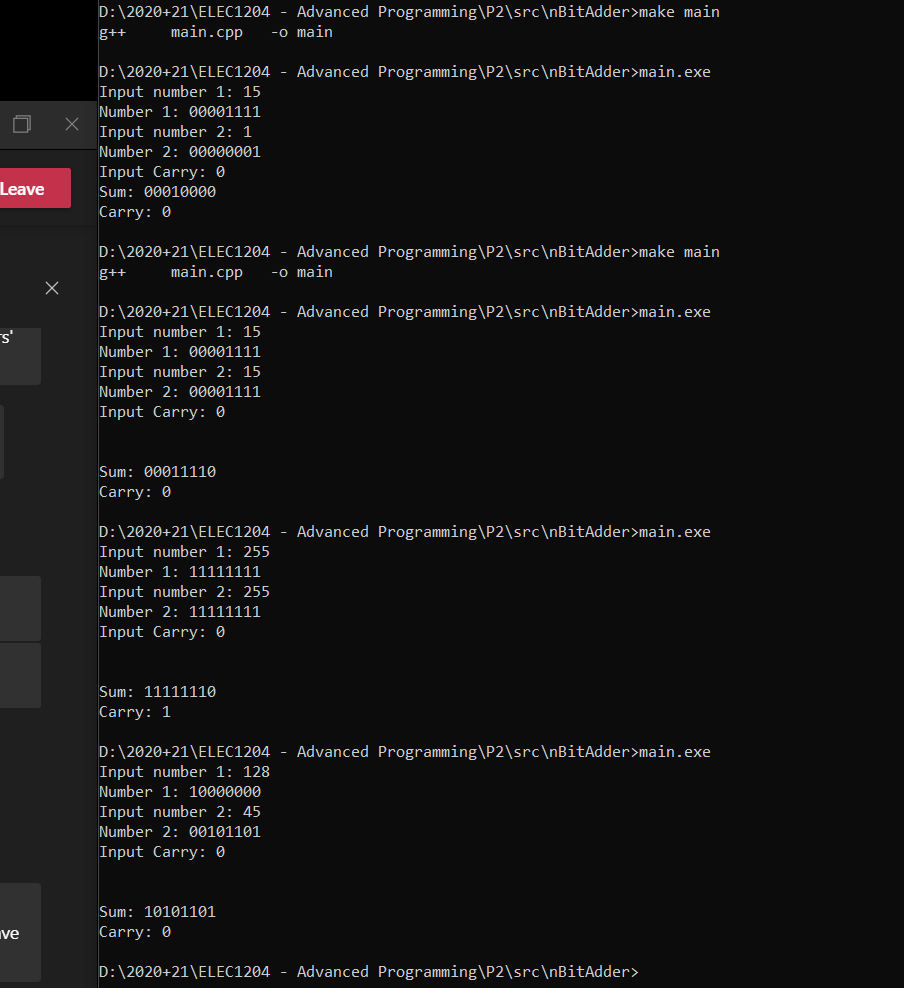 D:\2020+21\ELEC1204 - Advanced Programming\P2\src\nBitAdder>make main
g++     main.cpp   -o main
D:\2020+21\ELEC1204 - Advanced Programming\P2\src\nBitAdder>main.exe
Input number 1: 15
Number 1: 00001111
Input number 2: 1
Number 2: 00000001
Input Carry: 0
Leave
Sum: 00010000
Carry: 0
D:\2020+21\ELEC1204 - Advanced Programming\P2\src\nBitAdder>make main
g++     main.cpp   -o main
D:\2020+21\ELEC1204 - Advanced Programming\P2\src\nBitAdder>main.exe
Input number 1: 15
Number 1: 00001111
Input number 2: 15
Number 2: 00001111
Input Carry: 0
Sum: 00011110
Carry: 0
D:\2020+21\ELEC1204 - Advanced Programming\P2\src\nBitAdder>main.exe
Input number 1: 255
Number 1: 11111111
Input number 2: 255
Number 2: 11111111
Input Carry: 0
Sum: 11111110
Carry: 1
D:\2020+21\ELEC1204 - Advanced Programming\P2\src\nBitAdder>main.exe
Input number 1: 128
Number 1: 10000000
Input number 2: 45
Number 2: 00101101
Input Carry: 0
Sum: 10101101
Carry: 0
D:\2020+21\ELEC1204 - Advanced Programming\P2\src\nBitAdder>